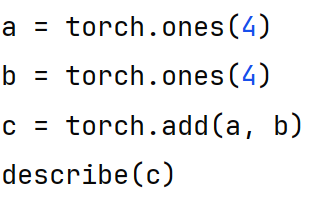 a = torch.ones(4)
b = torch.ones(4)
c = torch.add(a, b)
describe(c)